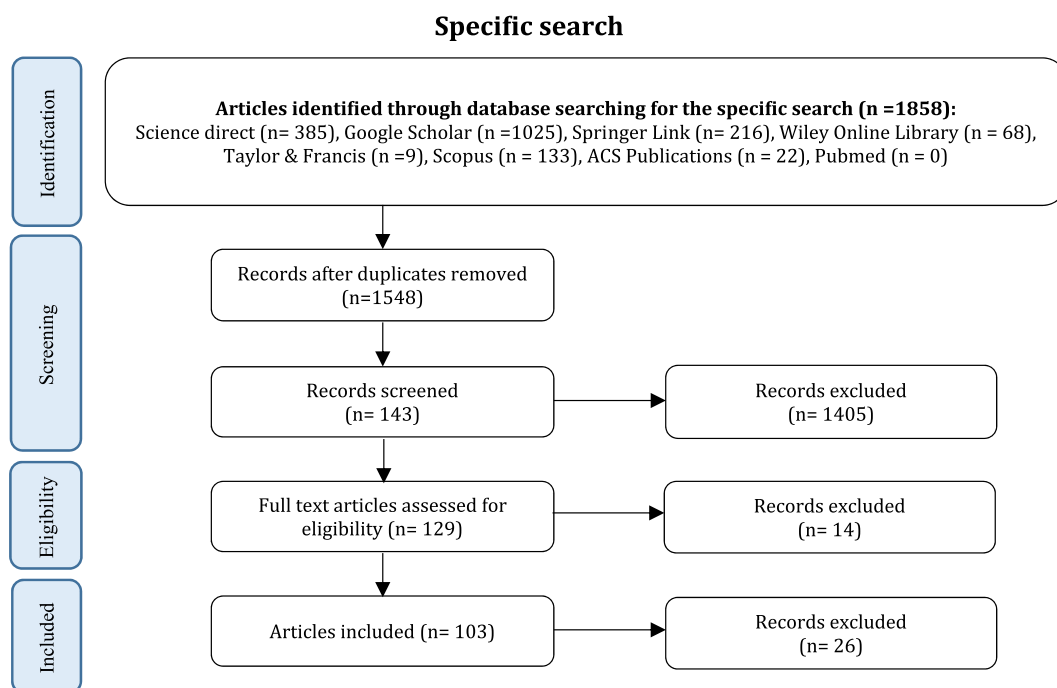 Specific search
Identification
Articles identified through database searching for the specific search (n =1858):
Science direct (n= 385), Google Scholar (n =1025), Springer Link (n= 216), Wiley Online Library (n = 68),
Taylor & Francis (n =9), Scopus (n = 133), ACS Publications (n = 22), Pubmed (n = 0)
Screening
Records after duplicates removed
(n=1548)
Records screened
(n= 143)
Records excluded
(n= 1405)
Eligibility
Full text articles assessed for
eligibility (n= 129)
Records excluded
(n= 14)
Included
Articles included (n= 103)
Records excluded
(n= 26)